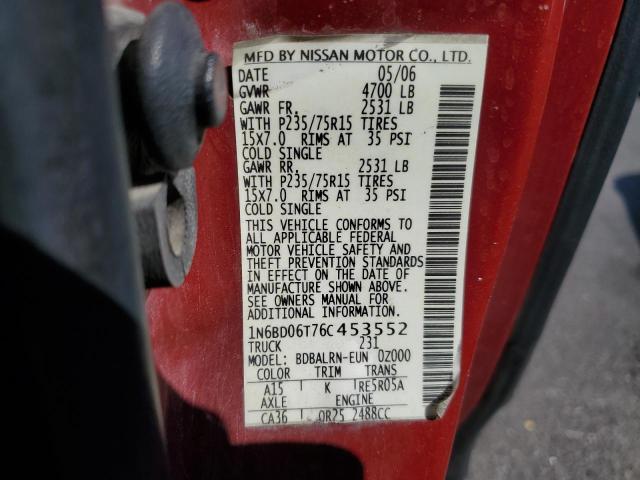 MFD BY NISSAN MOTOR CO., LTD.
DATE 05/06
GVWR 4700 LB
GAWR FR. 2531 LB
WITH P235/75R15 TIRES
15X7.0 RIMS AT 35 PSI
COLD SINGLE
GAWR RR. 2531 LB
WITH P235/75R15 TIRES
15X7.0 RIMS AT 35 PSI
COLD SINGLE
THIS VEHICLE CONFORMS TO
ALL APPLICABLE FEDERAL
MOTOR VEHICLE SAFETY AND
THEFT PREVENTION STANDARDS
IN EFFECT ON THE DATE OF
MANUFACTURE SHOWN ABOVE.
SEE OWNERS MANUAL FOR
ADDITIONAL INFORMATION.
1N6BD06T76C453552
TRUCK 231
MODEL: BDBALRN-EUN 0Z000
COLOR TRIM TRANS
A15 K RE5R05A
AXLE ENGINE
CA36 QR25 2488CC